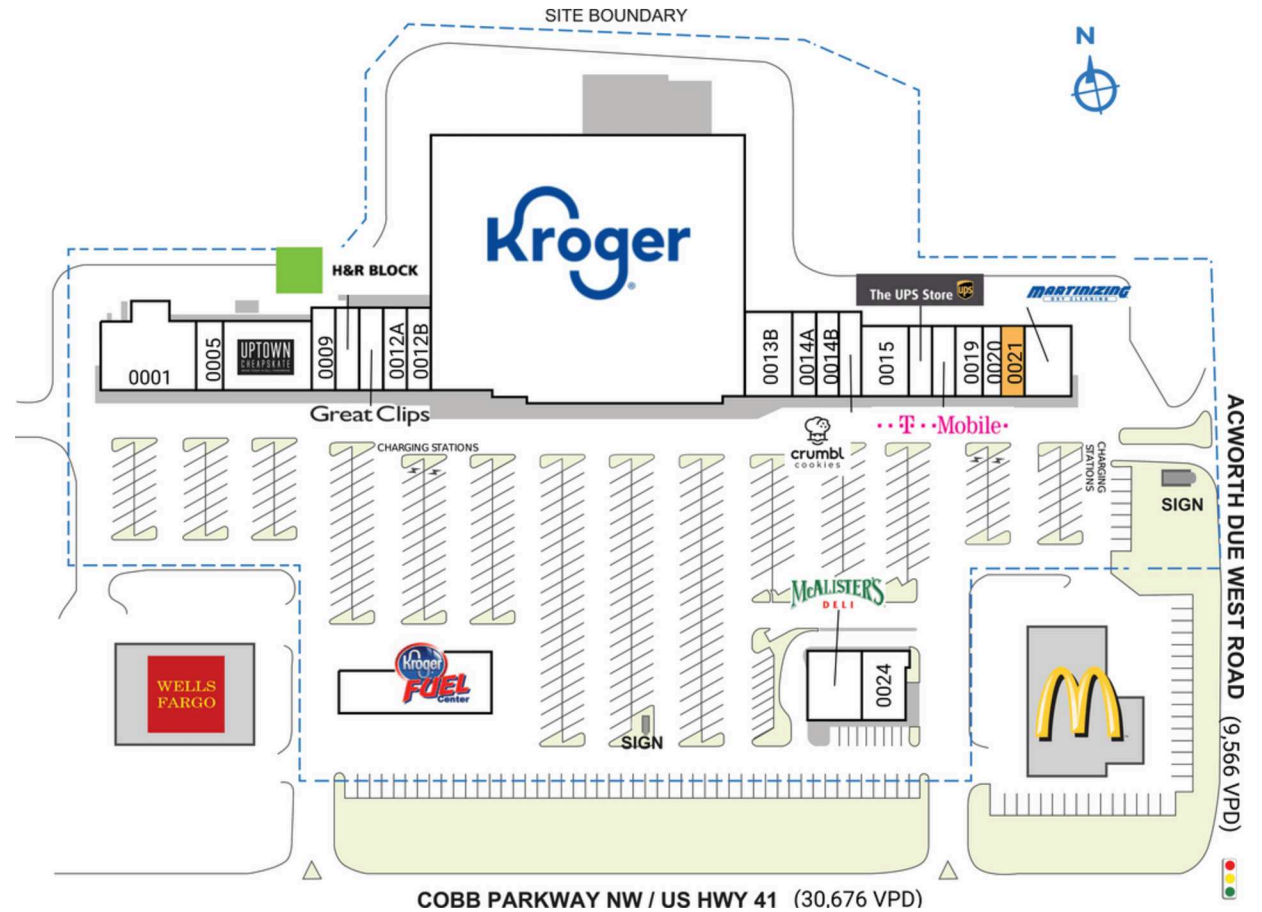 SITE BOUNDARY
N
Kroger
H&R BLOCK
The UPS Store
ups
MARTINIZING
DRY CLEANING
0001
0005
UPTOWN
CHEAPSKATE
0009
0012A
0012B
0013B
0014A
0014B
0015
0019
0020
0021
Great Clips
T Mobile
crumbl
cookies
CHARGING STATIONS
CHARGING
STATIONS
SIGN
ACWORTH DUE WEST ROAD (9,566 VPD)
McALISTER'S
DELI
0024
WELLS
FARGO
Kroger
FUEL
Center
SIGN
COBB PARKWAY NW / US HWY 41 (30,676 VPD)